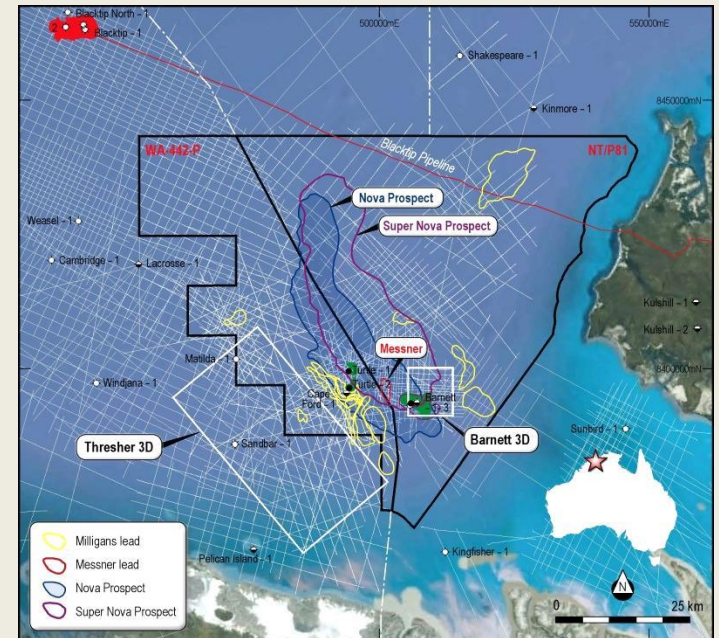 500000mE
550000mE
Blacktip North - 1
2
Blacktip - 1
Shakespeare - 1
8450000mN
Kinmore - 1
WA-442-P
Blacktip Pipeline
NT/P81
Nova Prospect
Super Nova Prospect
Weasel - 1
Cambridge - 1
Lacrosse - 1
Kulshill - 1
Kulshill - 2
Messner
Matilda - 1
Turtle - 1
Turtle - 2
8400000mN
Windjana - 1
Cape
Ford - 1
Barnett
Sunbird - 1
Thresher 3D
Sandbar - 1
Barnett 3D
Milligans lead
Messner lead
Nova Prospect
Super Nova Prospect
Pelican Island - 1
Kingfisher - 1
N
0
25 km